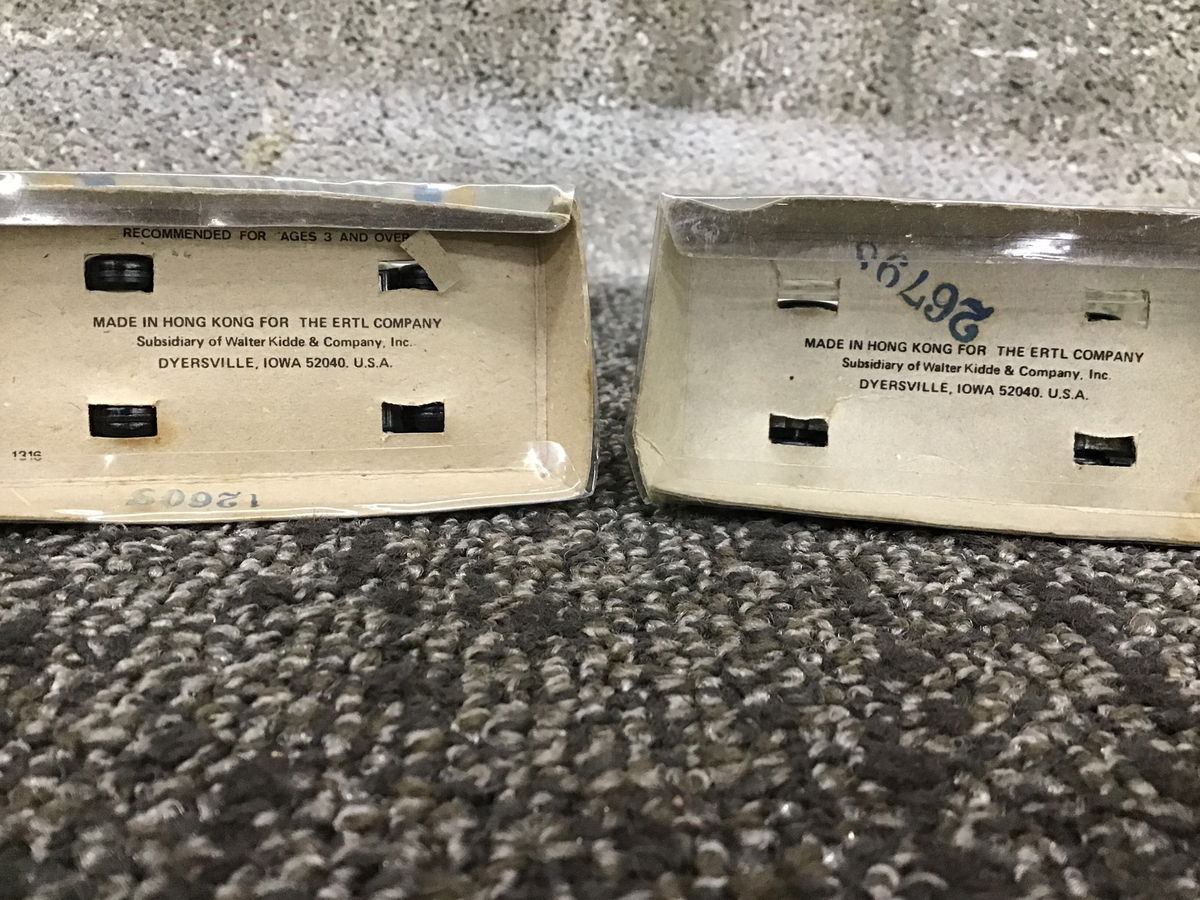 RECOMMENDED FOR AGES 3 AND OVER
MADE IN HONG KONG FOR THE ERTL COMPANY
Subsidiary of Walter Kidde & Company, Inc.
DYERSVILLE, IOWA 52040. U.S.A.
1316
MADE IN HONG KONG FOR THE ERTL COMPANY
Subsidiary of Walter Kidde & Company, Inc.
DYERSVILLE, IOWA 52040. U.S.A.